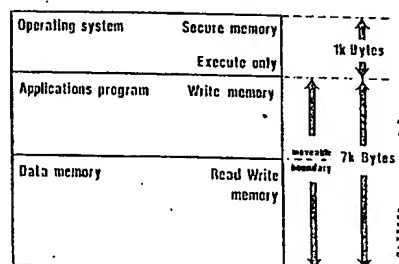 Operating system Secure memory
1k Bytes
Execute only
Applications program Write memory
moveable
boundary
7k Bytes
Data memory Read Write
memory